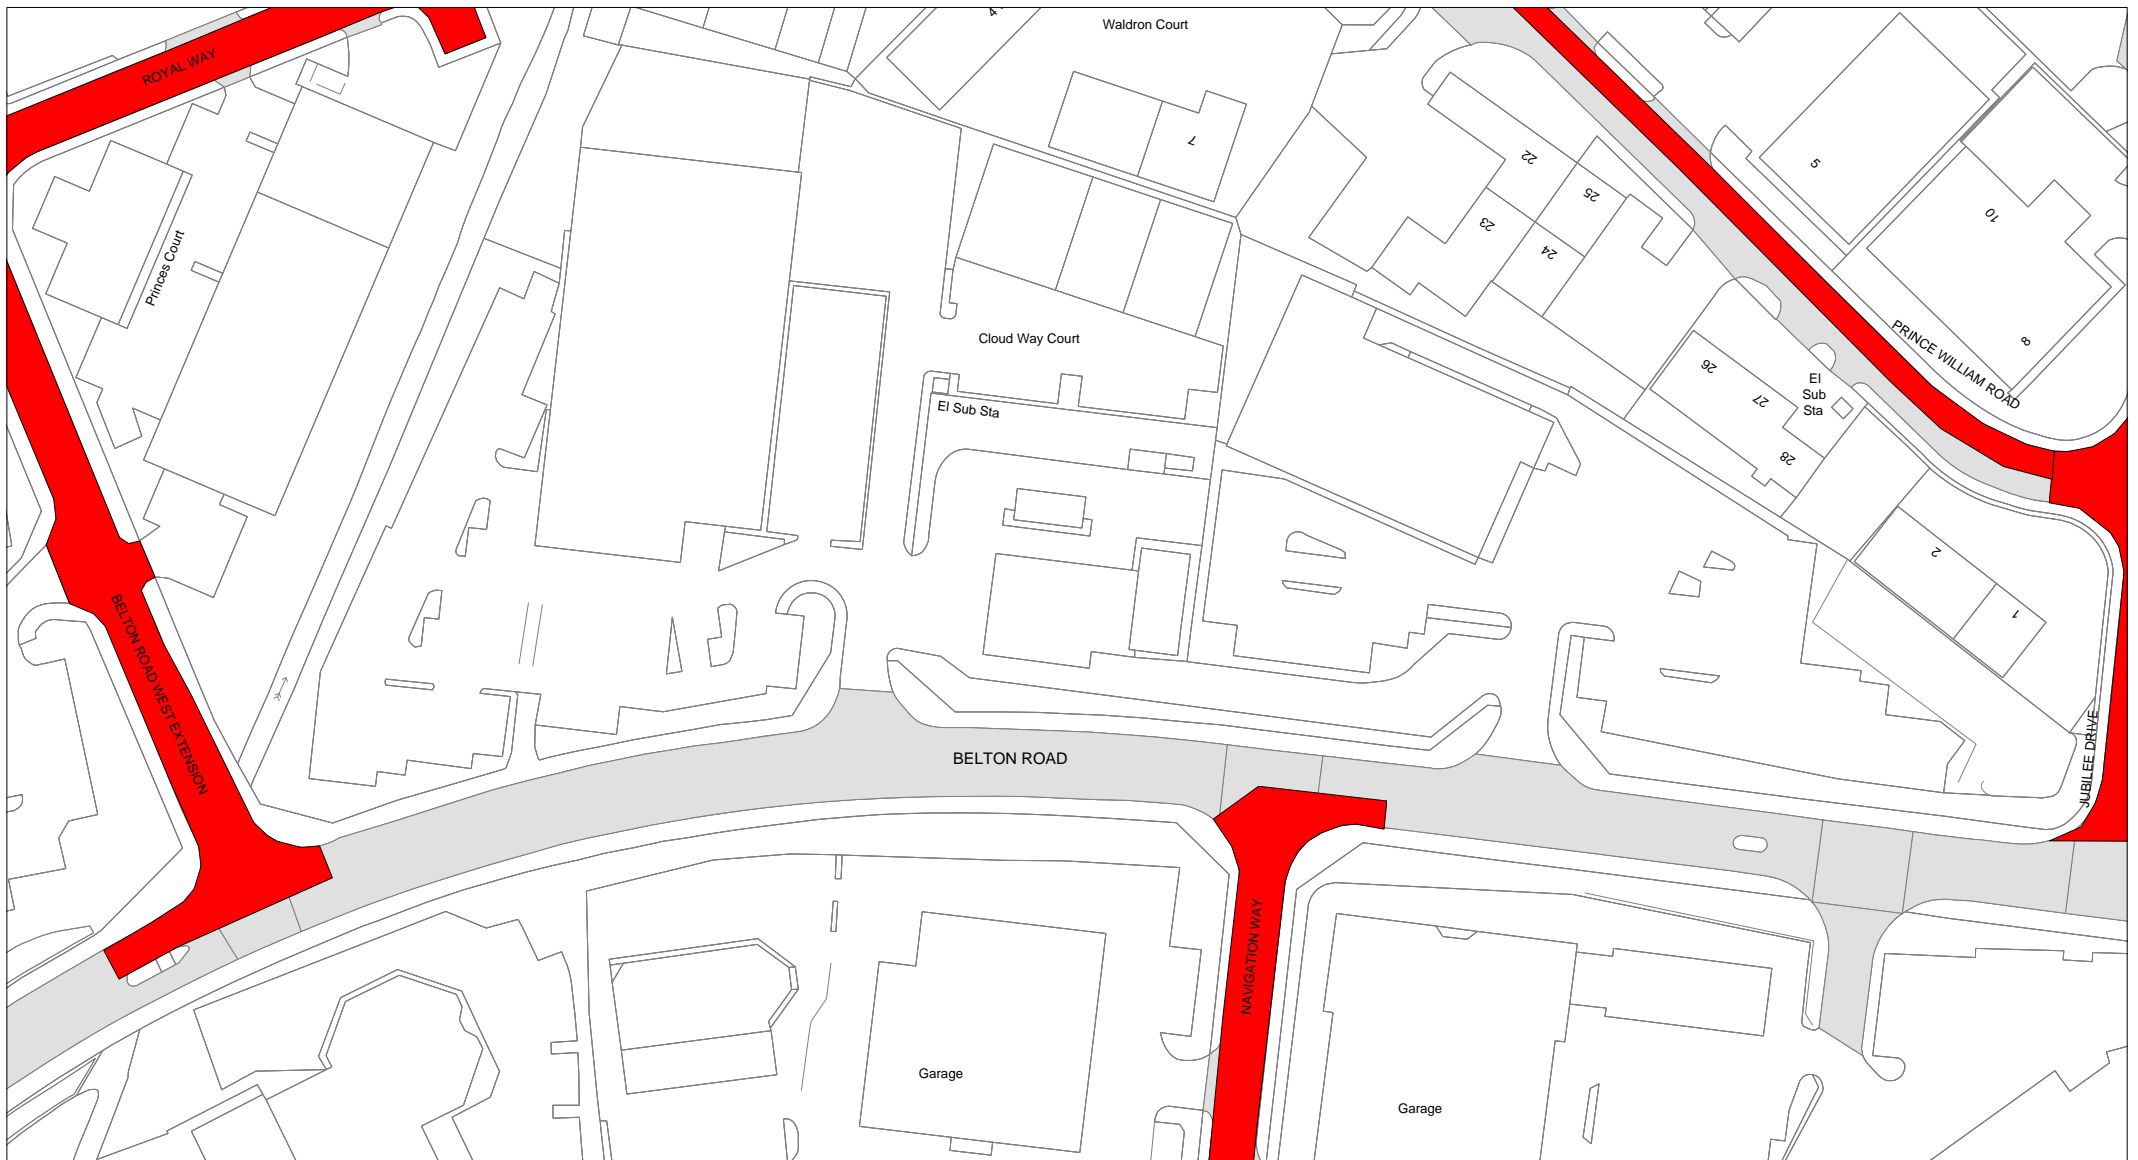 Waldron Court
4
ROYAL WAY
7
22
25
23
24
5
10
8
Princes Court
PRINCE WILLIAM ROAD
Cloud Way Court
El Sub Sta
26
27
28
El
Sub
Sta
2
1
BELTON ROAD WEST EXTENSION
BELTON ROAD
JUBILEE DRIVE
NAVIGATION WAY
Garage
Garage